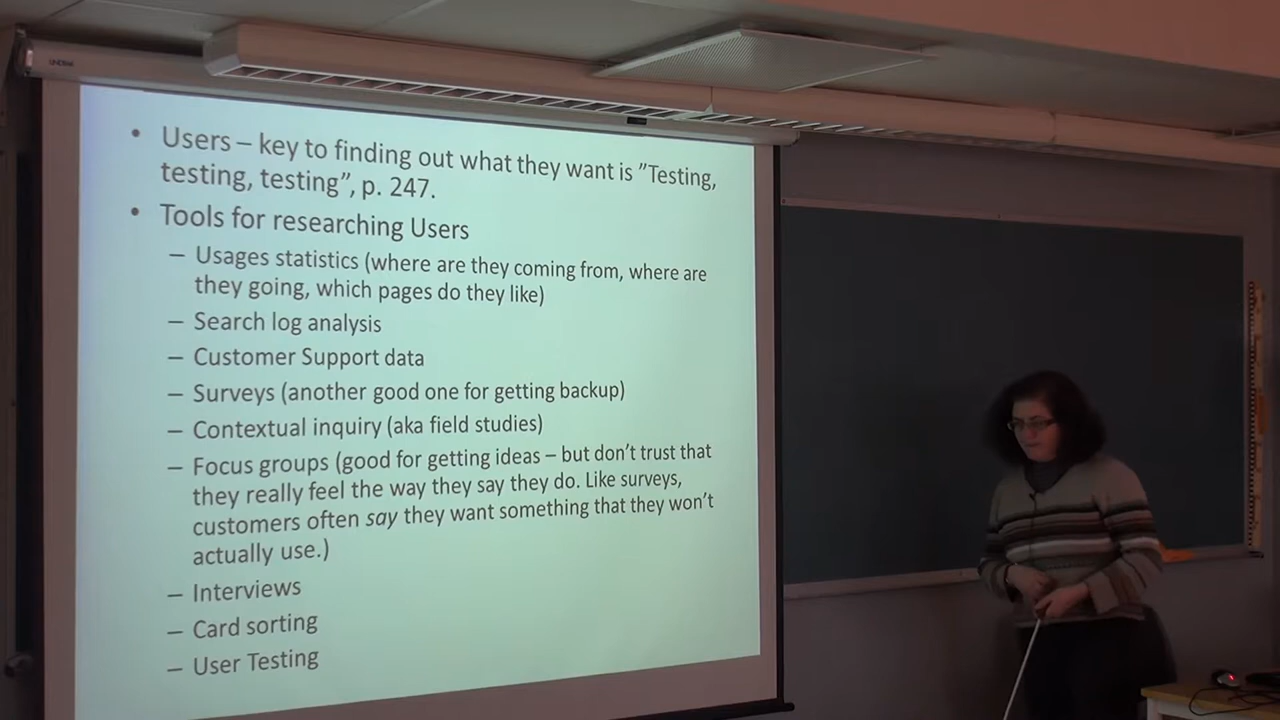 • Users – key to finding out what they want is ”Testing,
testing, testing”, p. 247.
• Tools for researching Users
– Usages statistics (where are they coming from, where are
they going, which pages do they like)
– Search log analysis
– Customer Support data
– Surveys (another good one for getting backup)
– Contextual inquiry (aka field studies)
– Focus groups (good for getting ideas – but don’t trust that
they really feel the way they say they do. Like surveys,
customers often say they want something that they won’t
actually use.)
– Interviews
– Card sorting
– User Testing